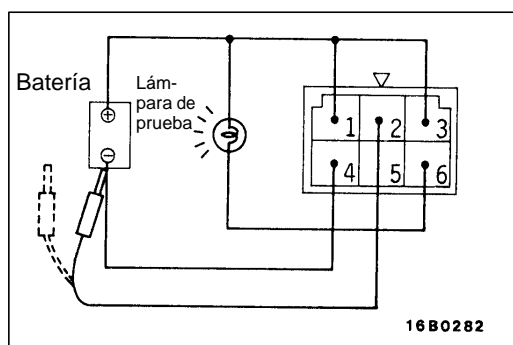 Batería
Lám-
para de
prueba
+
−
1 2 3
4 5 6
16B0282